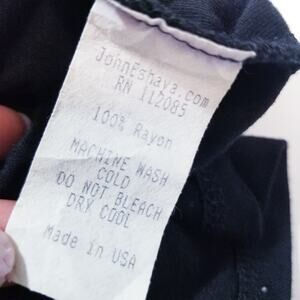 JohnEshaya.com
RN 112085
100% Rayon
MACHINE WASH
COLD
DO NOT BLEACH
DRY COOL
Made in USA